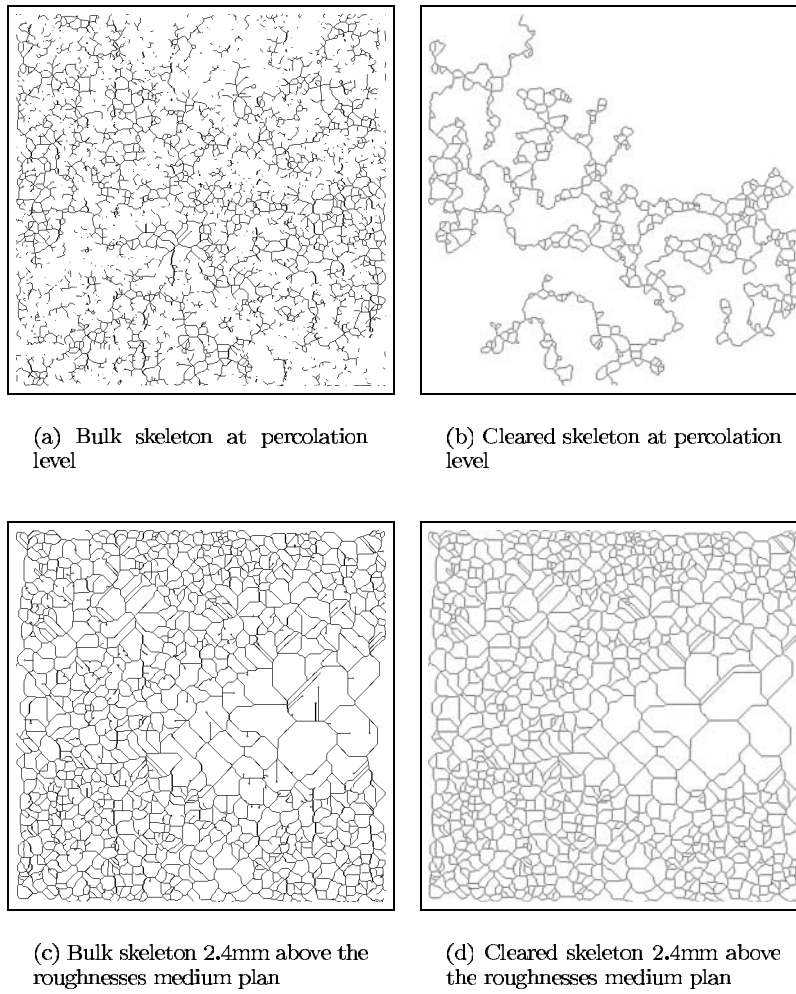 (a) Bulk skeleton at percolation
level
(b) Cleared skeleton at percolation
level
(c) Bulk skeleton 2.4mm above the
roughnesses medium plan
(d) Cleared skeleton 2.4mm above
the roughnesses medium plan